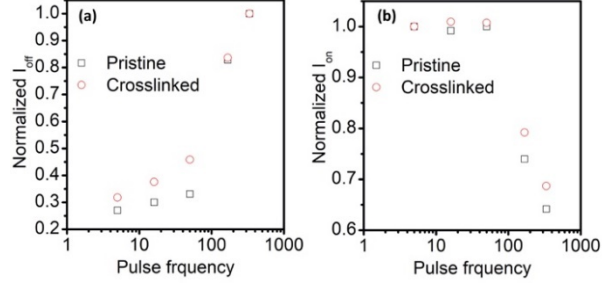 (a)
1.0
0.9
0.8
0.7
0.6
0.5
0.4
0.3
0.2
Normalized Ioff
Pristine
Crosslinked
1 10 100 1000
Pulse frquency
(b)
1.0
0.9
0.8
0.7
0.6
Normalized Ion
Pristine
Crosslinked
1 10 100 1000
Pulse frquency